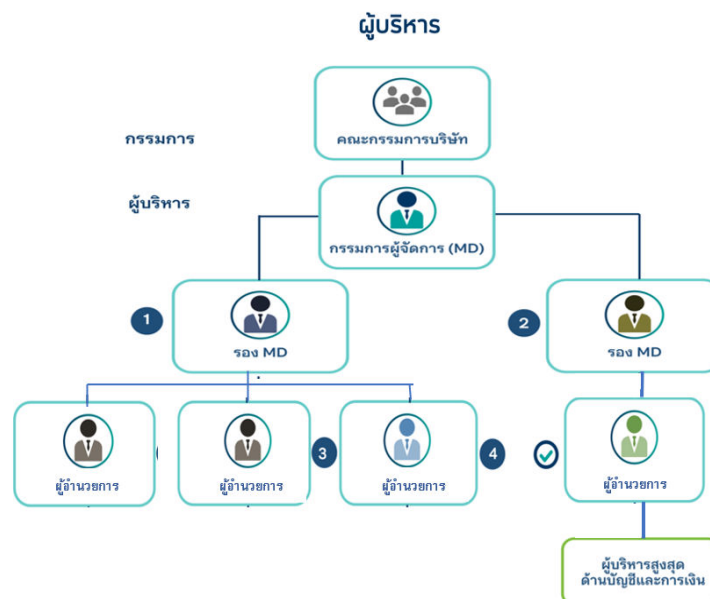 ผู้บริหาร
กรรมการ
คณะกรรมการบริษัท
ผู้บริหาร
กรรมการผู้จัดการ (MD)
1
รอง MD
2
รอง MD
ผู้อำนวยการ
ผู้อำนวยการ
3
ผู้อำนวยการ
4
ผู้อำนวยการ
ผู้บริหารสูงสุด
ด้านบัญชีและการเงิน